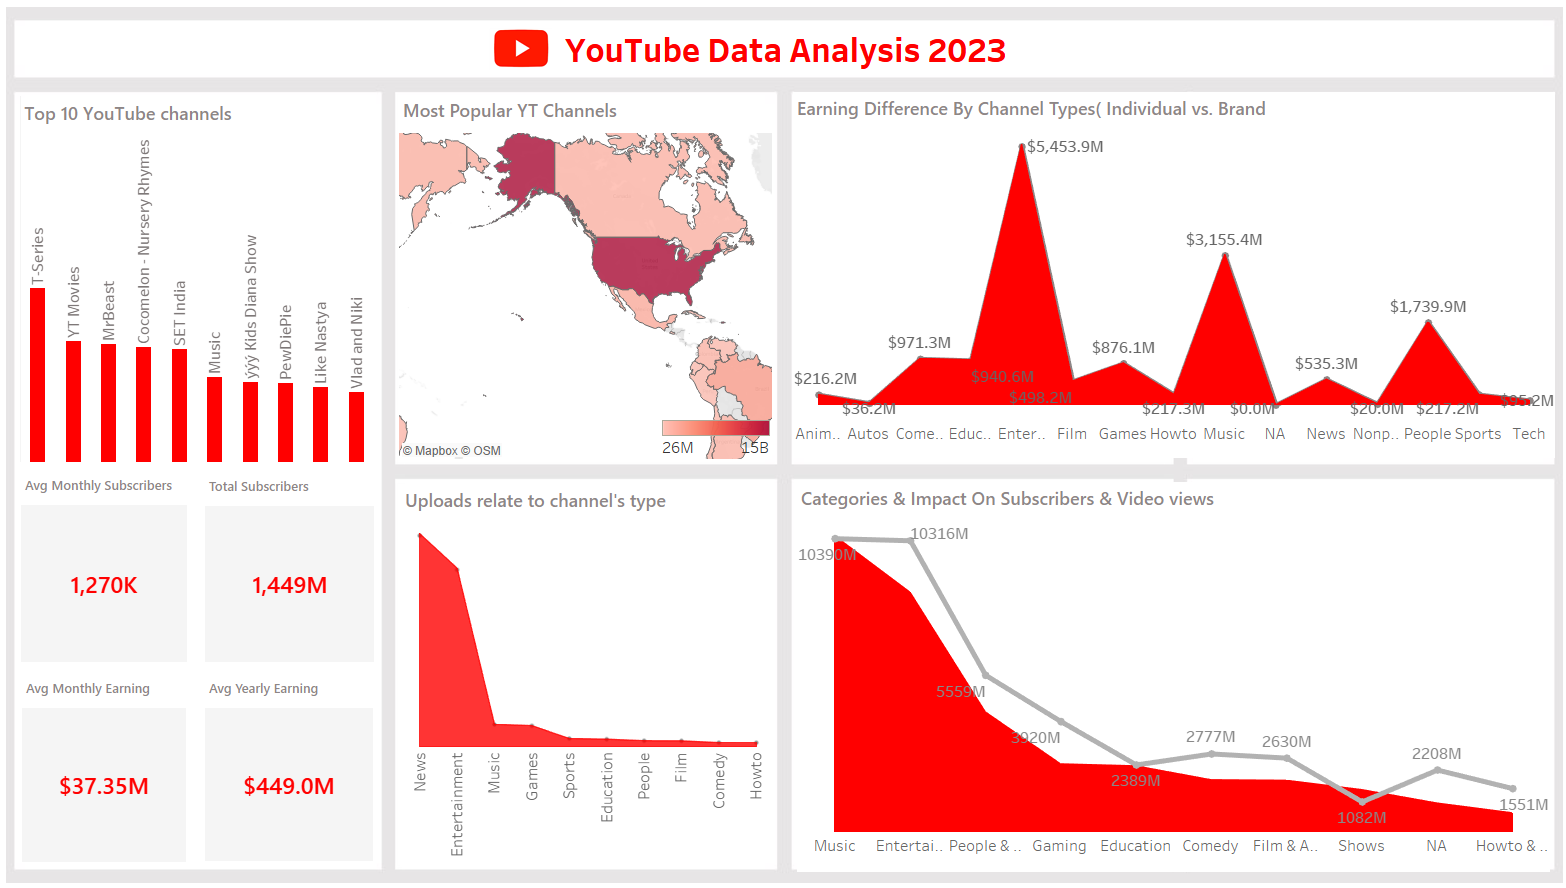 YouTube Data Analysis 2023
Top 10 YouTube channels
T-Series
YT Movies
MrBeast
Cocomelon - Nursery Rhymes
SET India
Music
ýýý Kids Diana Show
PewDiePie
Like Nastya
Vlad and Niki
Avg Monthly Subscribers
1,270K
Total Subscribers
1,449M
Avg Monthly Earning
$37.35M
Avg Yearly Earning
$449.0M
Most Popular YT Channels
© Mapbox © OSM
26M
15B
Uploads relate to channel's type
News
Entertainment
Music
Games
Sports
Education
People
Film
Comedy
Howto
Earning Difference By Channel Types( Individual vs. Brand
$216.2M
$36.2M
$971.3M
$940.6M
$5,453.9M
$498.2M
$876.1M
$217.3M
$3,155.4M
$0.0M
$535.3M
$20.0M
$1,739.9M
$217.2M
Anim..
Autos
Come..
Educ..
Enter..
Film
Games
Howto
Music
NA
News
Nonp..
People
Sports
Tech
Categories & Impact On Subscribers & Video views
10390M
10316M
5559M
3920M
2389M
2777M
2630M
1082M
2208M
1551M
Music
Entertai..
People & ..
Gaming
Education
Comedy
Film & A..
Shows
NA
Howto & ..